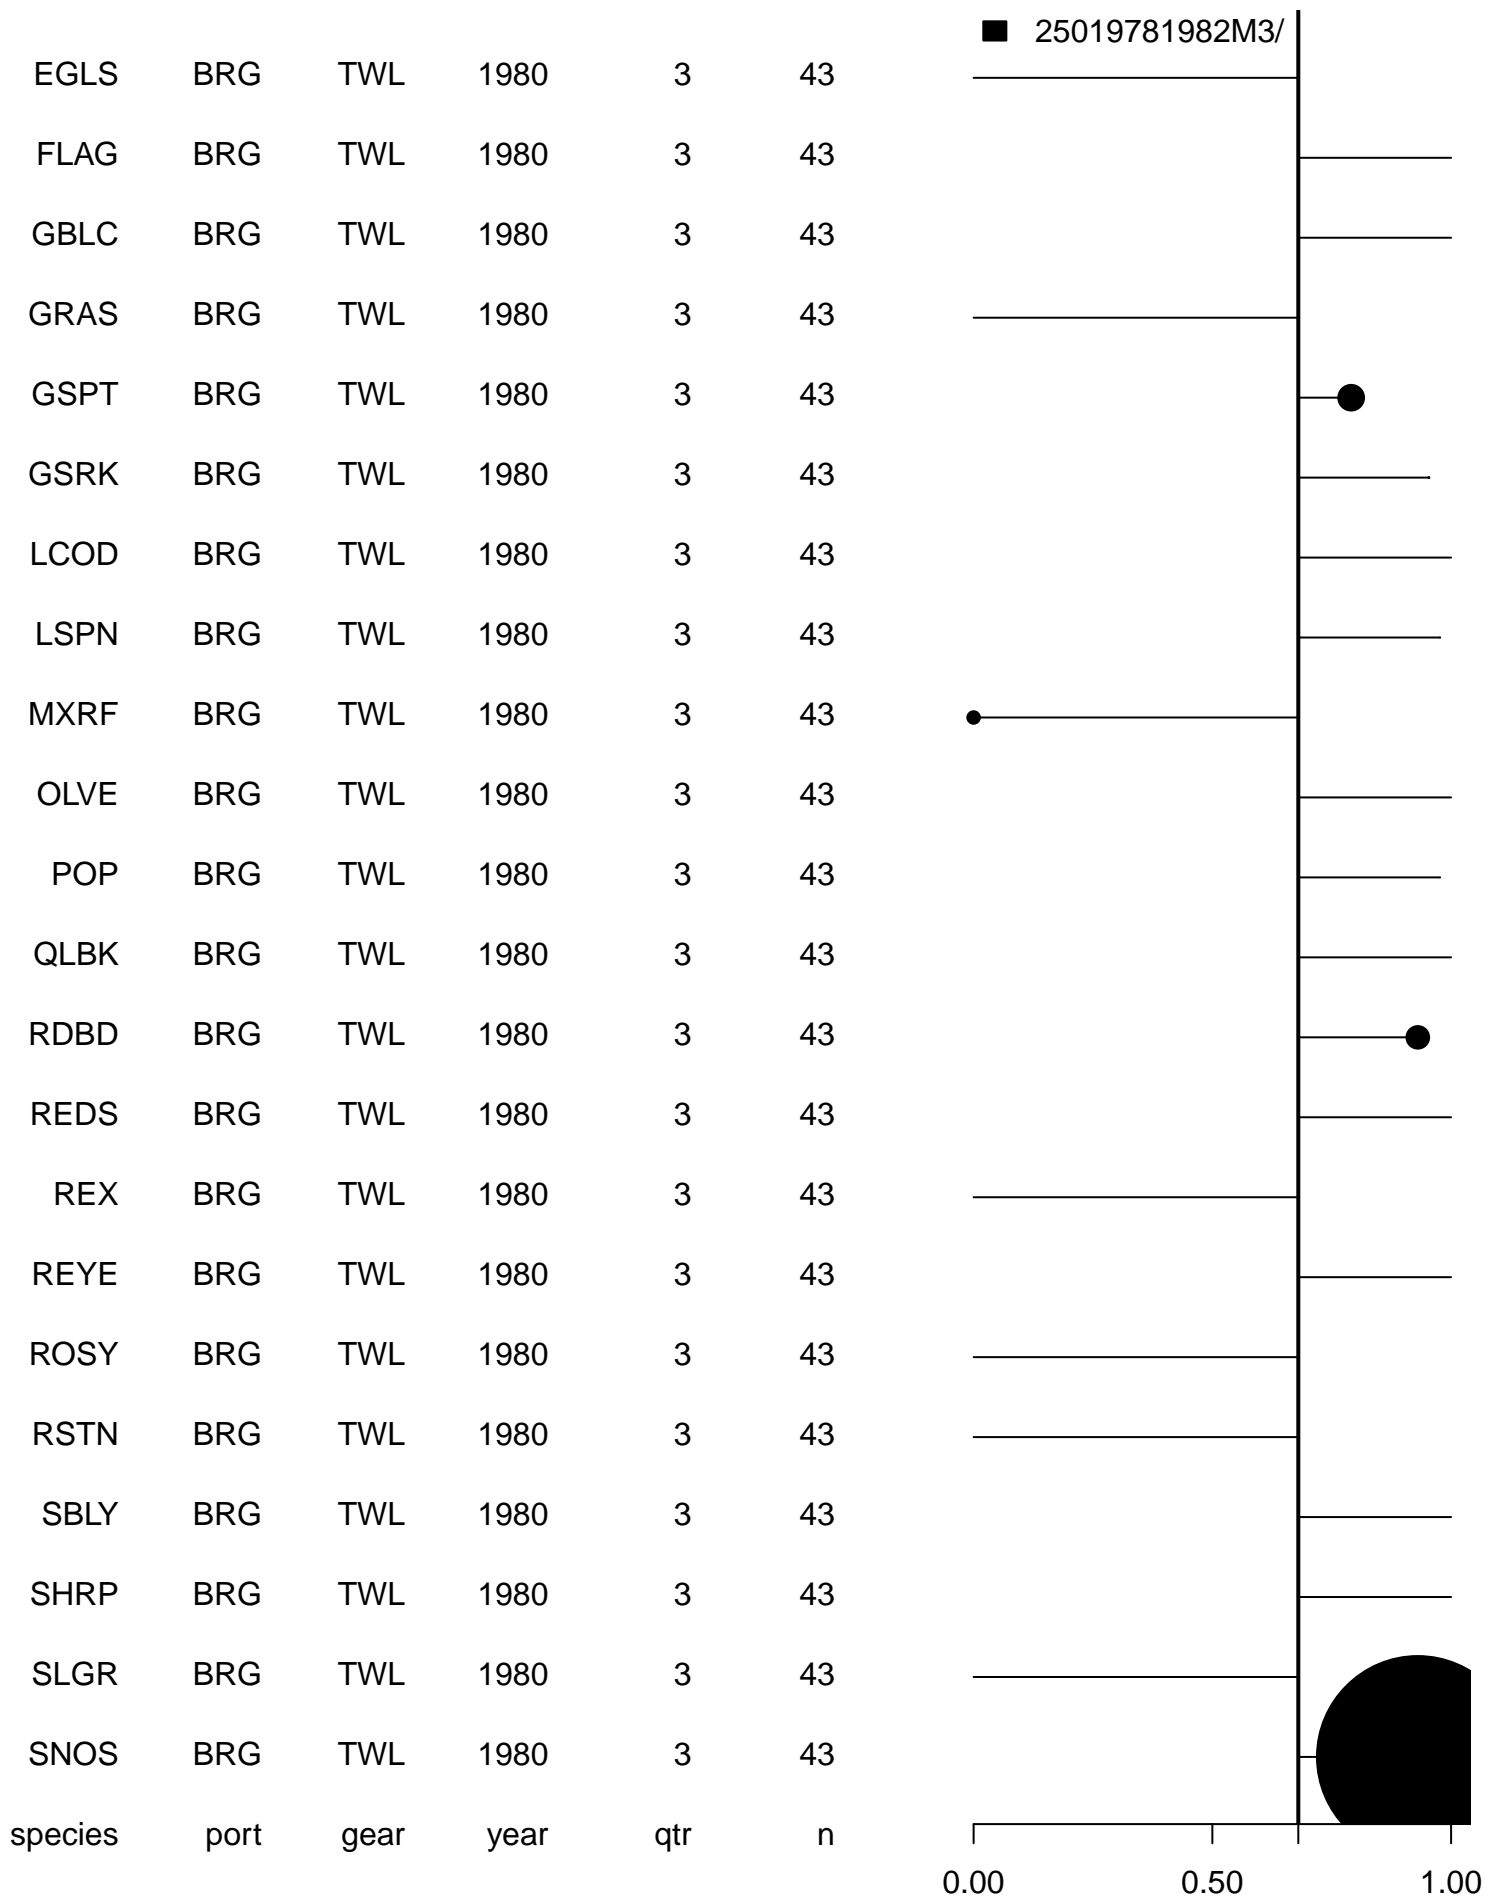 25019781982M3/
EGLS BRG TWL 1980 3 43
FLAG BRG TWL 1980 3 43
GBLC BRG TWL 1980 3 43
GRAS BRG TWL 1980 3 43
GSPT BRG TWL 1980 3 43
GSRK BRG TWL 1980 3 43
LCOD BRG TWL 1980 3 43
LSPN BRG TWL 1980 3 43
MXRF BRG TWL 1980 3 43
OLVE BRG TWL 1980 3 43
POP BRG TWL 1980 3 43
QLBK BRG TWL 1980 3 43
RDBD BRG TWL 1980 3 43
REDS BRG TWL 1980 3 43
REX BRG TWL 1980 3 43
REYE BRG TWL 1980 3 43
ROSY BRG TWL 1980 3 43
RSTN BRG TWL 1980 3 43
SBLY BRG TWL 1980 3 43
SHRP BRG TWL 1980 3 43
SLGR BRG TWL 1980 3 43
SNOS BRG TWL 1980 3 43
species port gear year qtr n
0.00 0.50 1.00